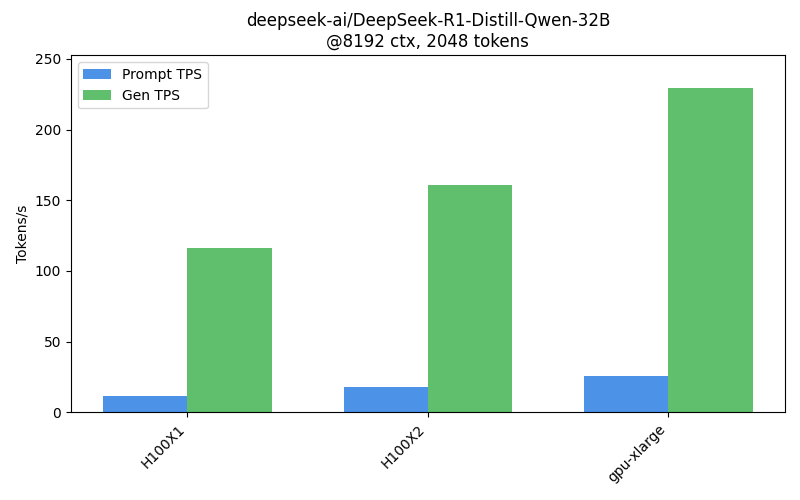 deepseek-ai/DeepSeek-R1-Distill-Qwen-32B
@8192 ctx, 2048 tokens
Prompt TPS
Gen TPS
Tokens/s
250
200
150
100
50
0
H100X1
H100X2
gpu-xlarge